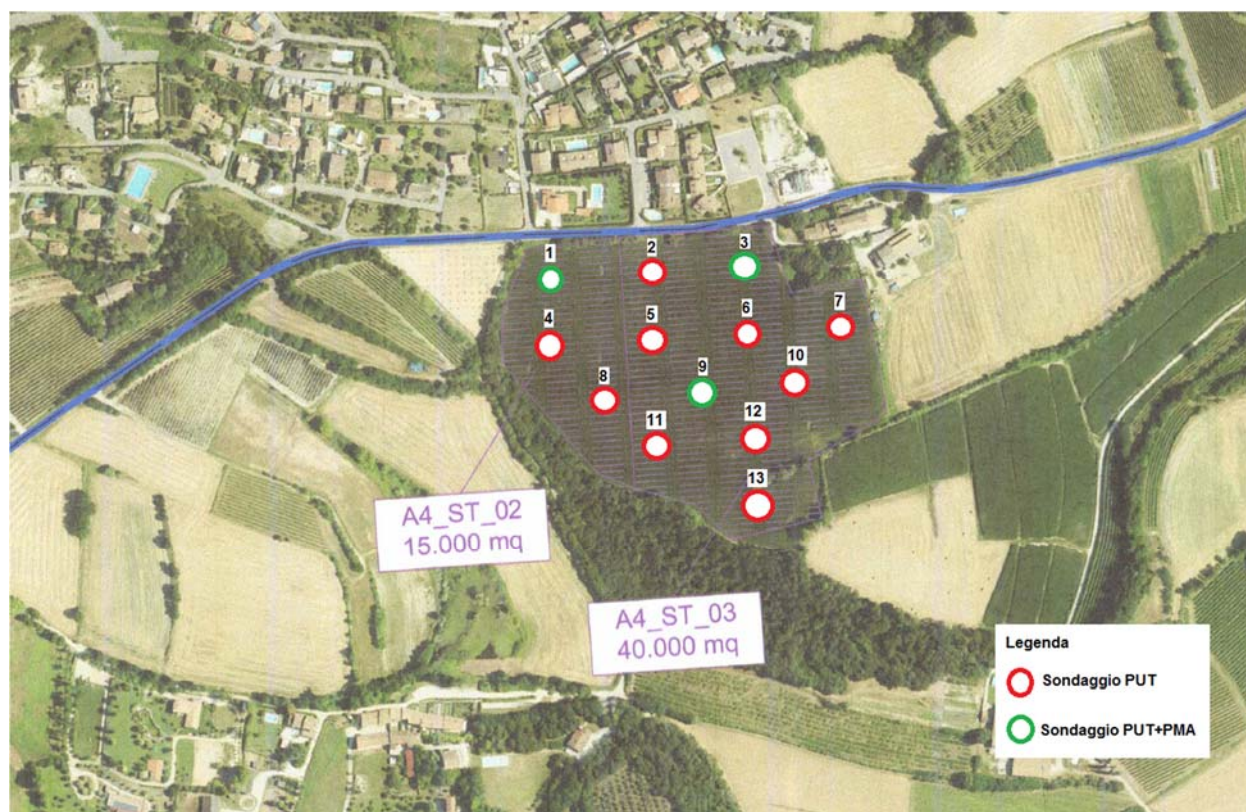 1
2
3
4
5
6
7
8
9
10
11
12
13
A4_ST_02
15.000 mq
A4_ST_03
40.000 mq
Legenda
Sondaggio PUT
Sondaggio PUT+PMA